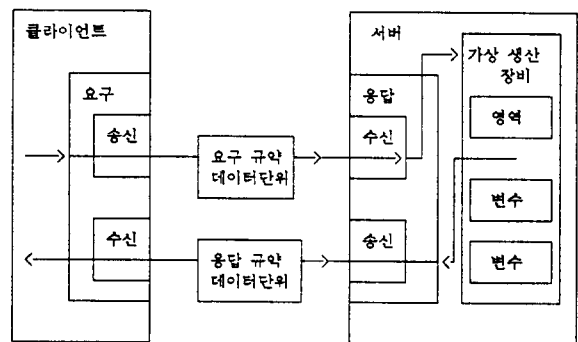 클라이언트
서버
가상 생산
장비
요구
응답
송신
수신
영역
요구 규약
데이터단위
변수
수신
송신
응답 규약
데이터단위
변수